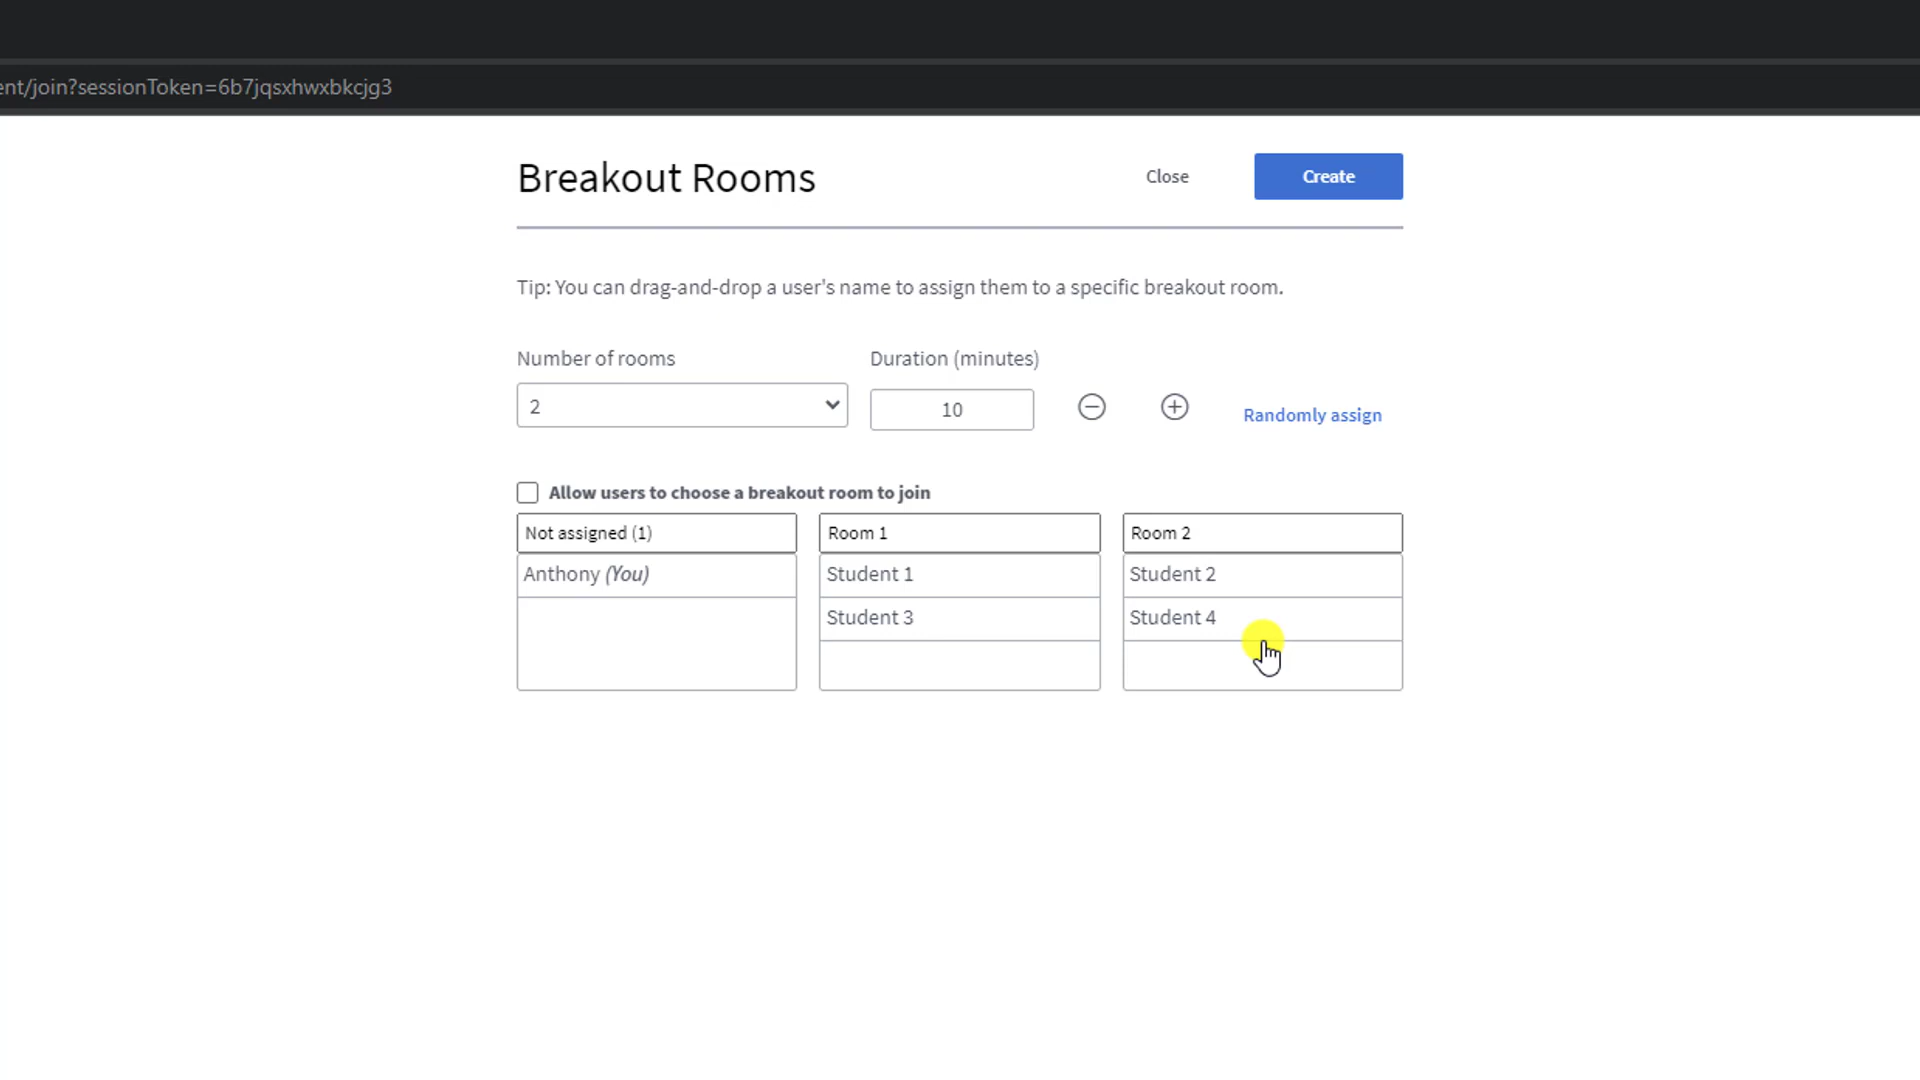 ent/join?sessionToken=6b7jqsxhwxbkcjg3
Breakout Rooms
Close
Create
Tip: You can drag-and-drop a user's name to assign them to a specific breakout room.
Number of rooms
Duration (minutes)
2
10
Randomly assign
Allow users to choose a breakout room to join
Not assigned (1)
Room 1
Room 2
Anthony (You)
Student 1
Student 2
Student 3
Student 4